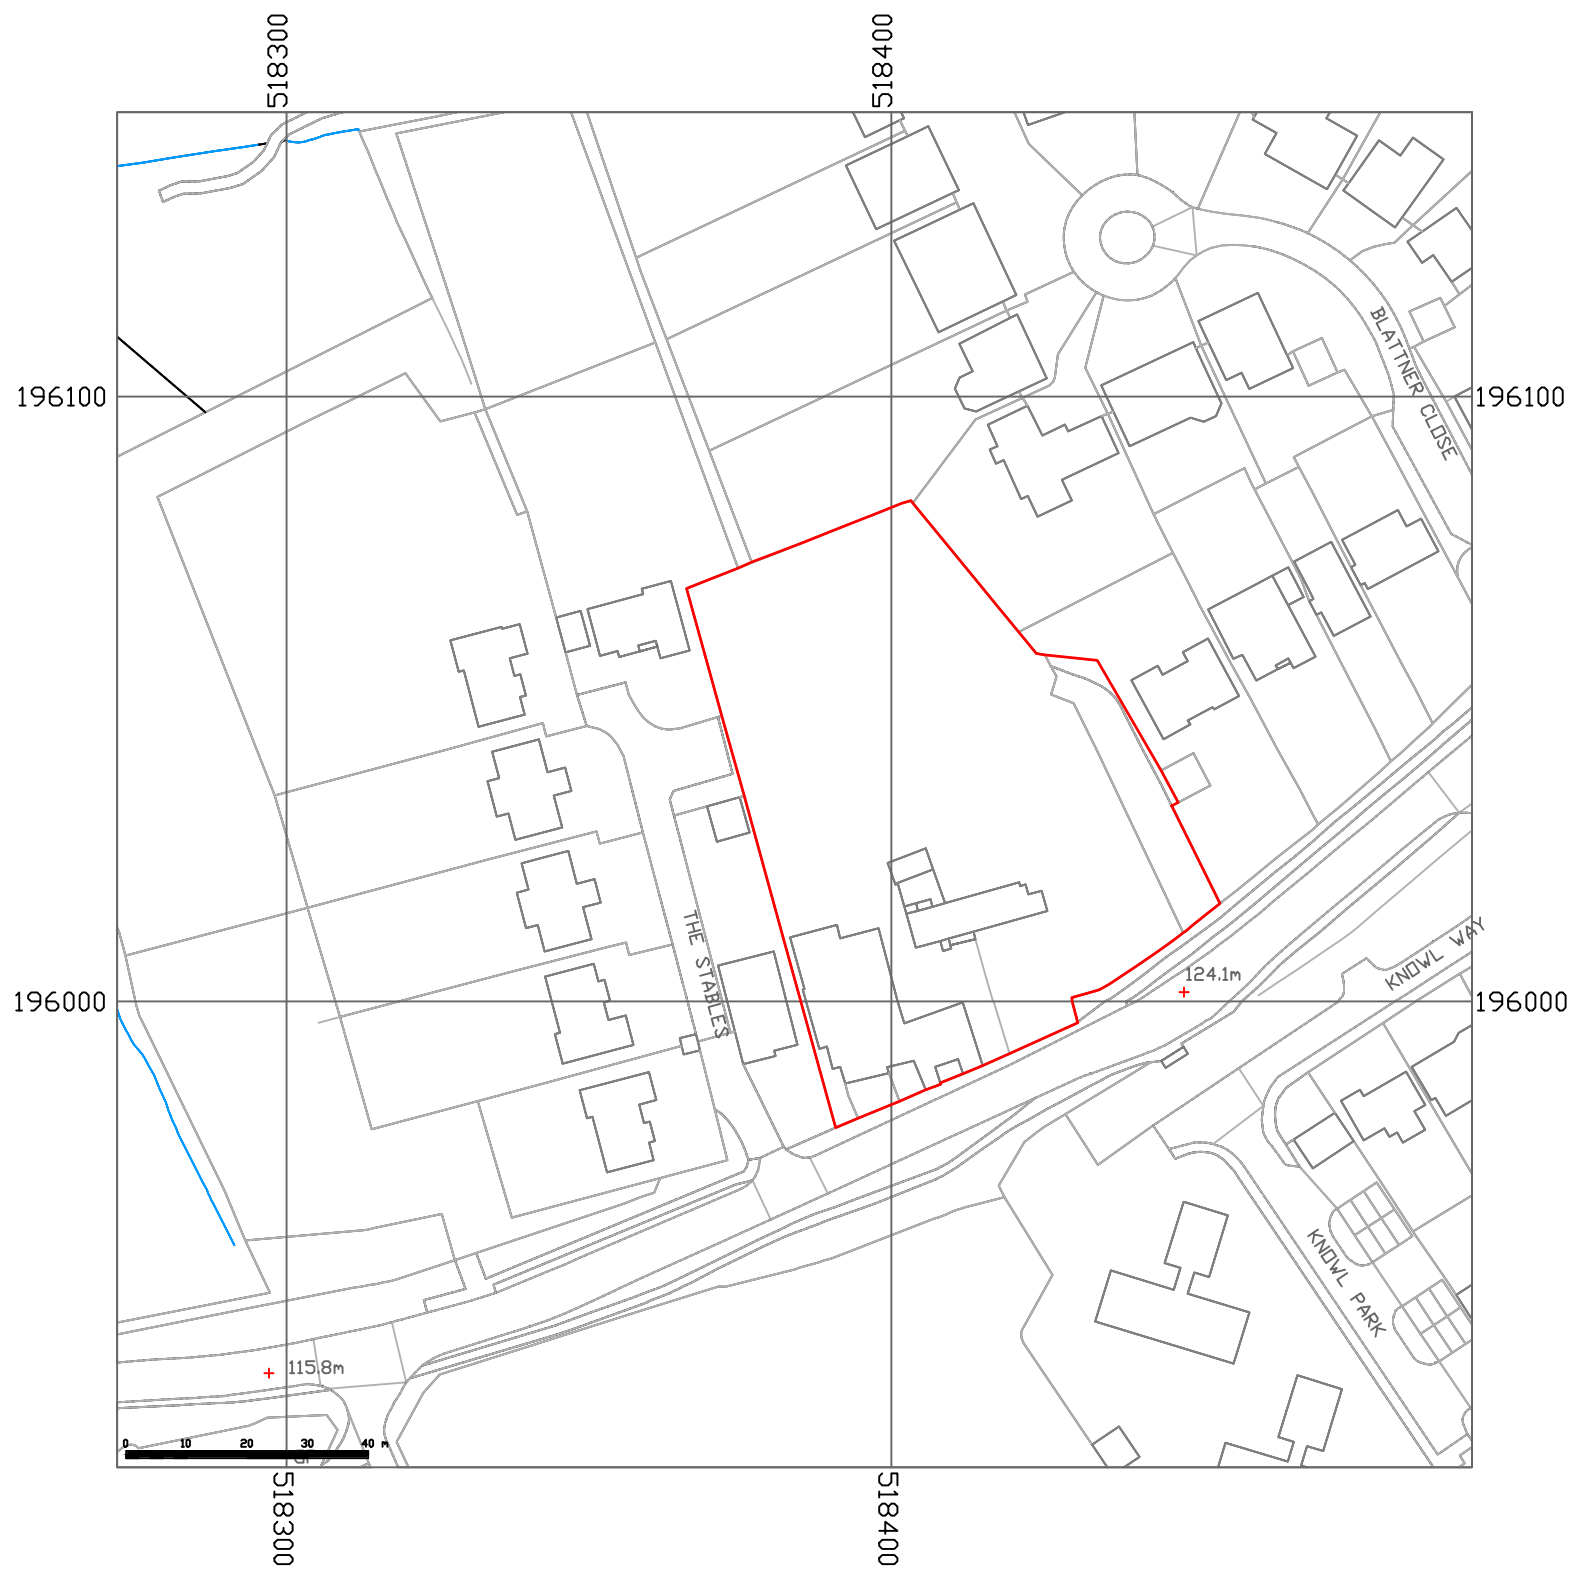 518300
518400
196100
196100
BLATTNER CLOSE
THE STABLES
KNOWL WAY
124.1m
196000
196000
KNOWL PARK
115.8m
0 10 20 30 40 m
518300
518400